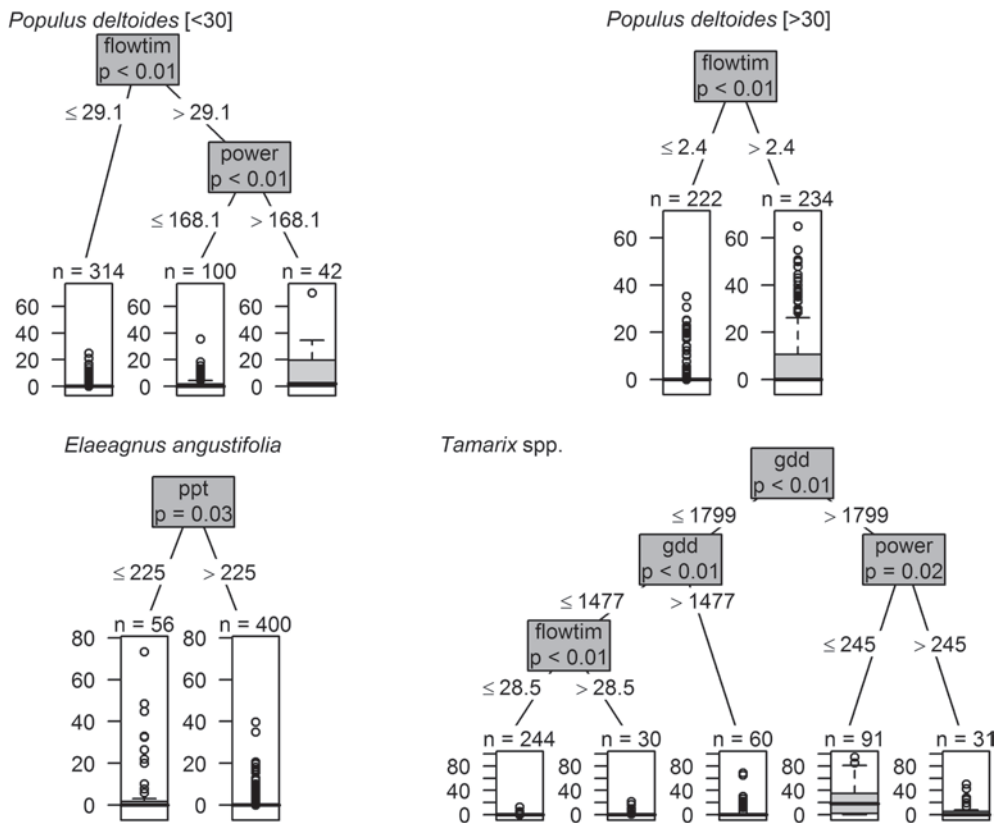 Populus deltoides [<30]
flowtim
p < 0.01
≤ 29.1 > 29.1
power
p < 0.01
≤ 168.1 > 168.1
n = 314 n = 100 n = 42
60 60 60
40 40 40
20 20 20
0 0 0
Populus deltoides [>30]
flowtim
p < 0.01
≤ 2.4 > 2.4
n = 222 n = 234
60 60
40 40
20 20
0 0
Elaeagnus angustifolia
ppt
p = 0.03
≤ 225 > 225
n = 56 n = 400
80 80
60 60
40 40
20 20
0 0
Tamarix spp.
gdd
p < 0.01
≤ 1799 > 1799
gdd power
p < 0.01 p = 0.02
≤ 1477 > 1477
flowtim
p < 0.01
≤ 245 > 245
≤ 28.5 > 28.5
n = 244 n = 30 n = 60 n = 91 n = 31
80 80 80 80 80
40 40 40 40 40
0 0 0 0 0